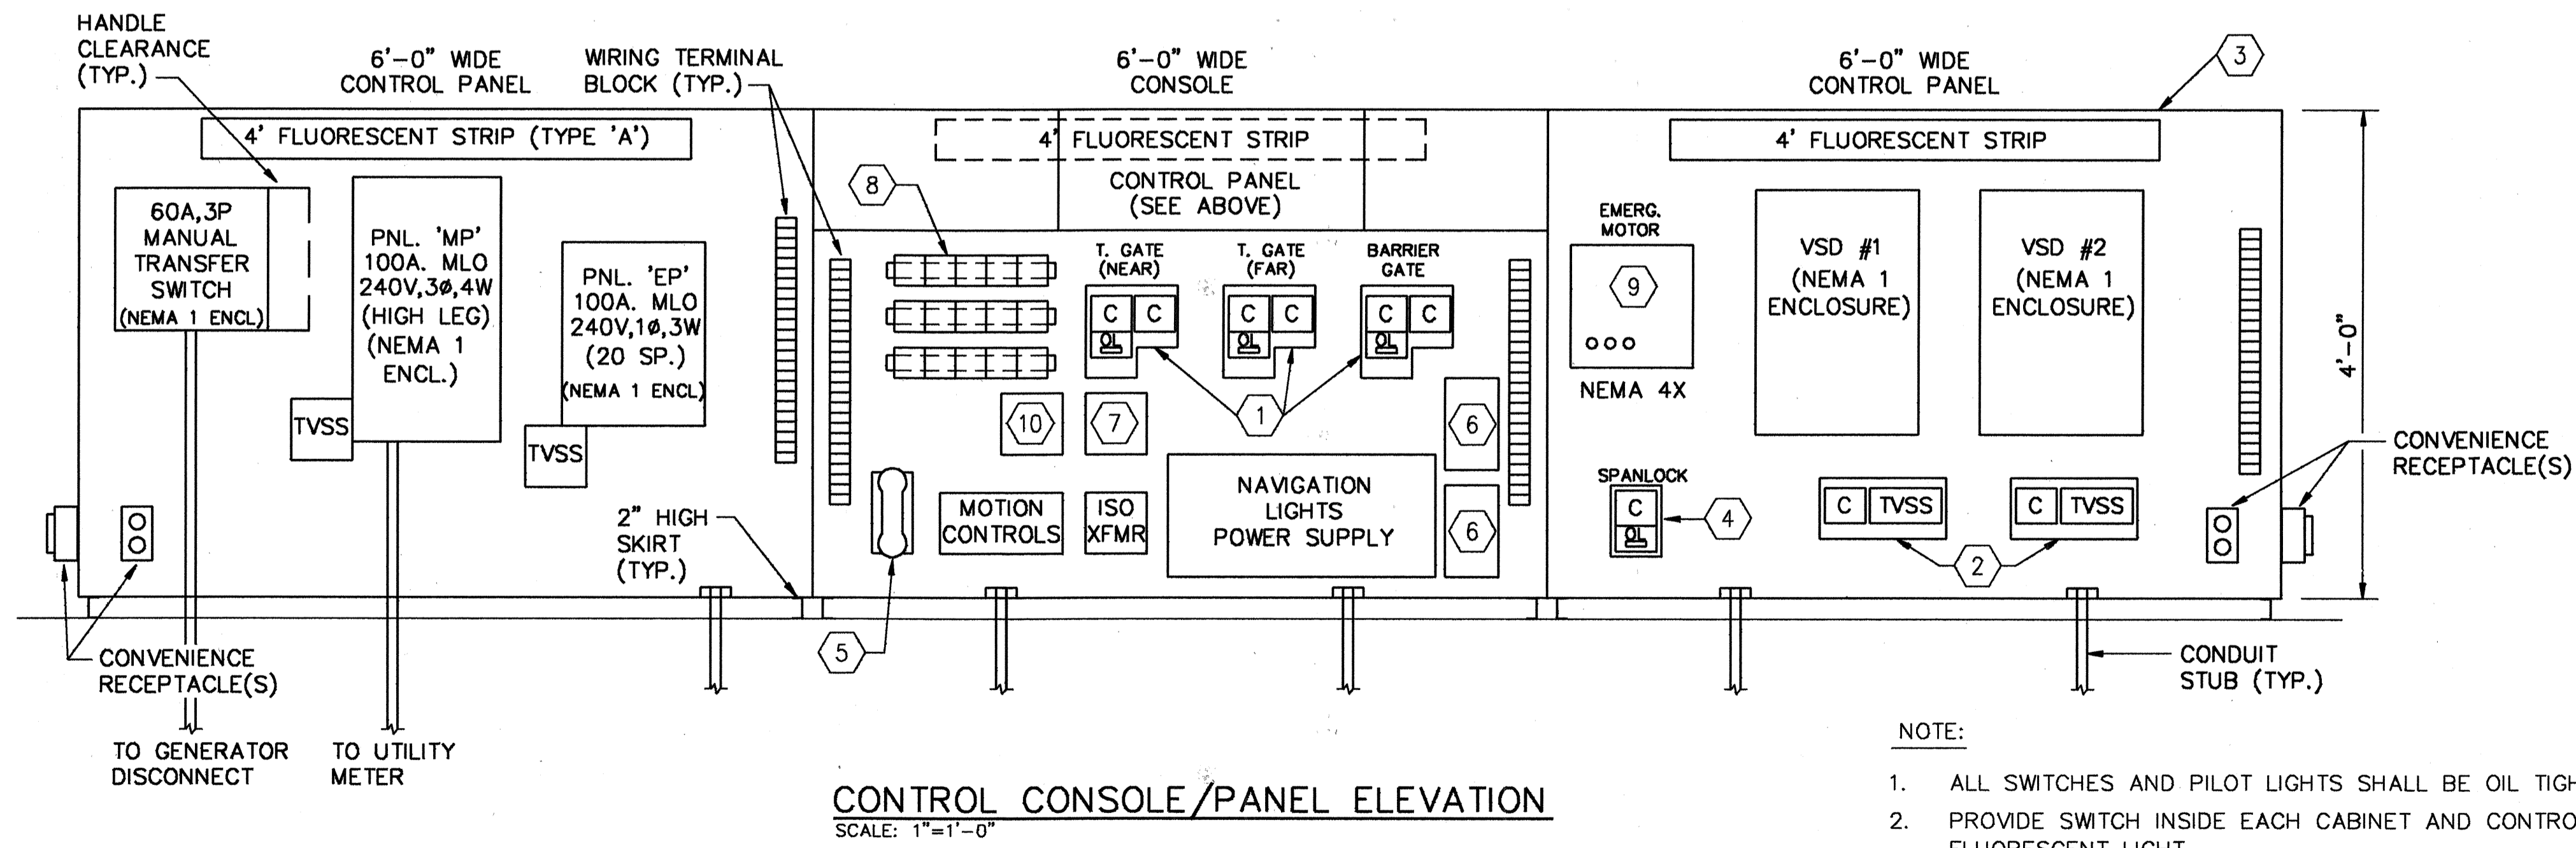 HANDLE
CLEARANCE
(TYP.)
6'-0" WIDE
CONTROL PANEL
WIRING TERMINAL
BLOCK (TYP.)
6'-0" WIDE
CONSOLE
6'-0" WIDE
CONTROL PANEL
3
4' FLUORESCENT STRIP (TYPE 'A')
4' FLUORESCENT STRIP
4' FLUORESCENT STRIP
CONTROL PANEL
(SEE ABOVE)
60A,3P
MANUAL
TRANSFER
SWITCH
(NEMA 1 ENCL)
PNL. 'MP'
100A. MLO
240V,3ø,4W
(HIGH LEG)
(NEMA 1
ENCL.)
TVSS
PNL. 'EP'
100A. MLO
240V,1ø,3W
(20 SP.)
(NEMA 1 ENCL)
TVSS
8
T. GATE
(NEAR)
C C
OL
T. GATE
(FAR)
C C
OL
BARRIER
GATE
C C
OL
1
10
7
6
6
MOTION
CONTROLS
ISO
XFMR
NAVIGATION
LIGHTS
POWER SUPPLY
EMERG.
MOTOR
9
NEMA 4X
VSD #1
(NEMA 1
ENCLOSURE)
VSD #2
(NEMA 1
ENCLOSURE)
4'-0"
SPANLOCK
C
OL
4
C TVSS
C TVSS
2
CONVENIENCE
RECEPTACLE(S)
2" HIGH
SKIRT
(TYP.)
5
CONVENIENCE
RECEPTACLE(S)
CONDUIT
STUB (TYP.)
TO GENERATOR
DISCONNECT
TO UTILITY
METER
CONTROL CONSOLE/PANEL ELEVATION
SCALE: 1"=1'-0"
NOTE:
1. ALL SWITCHES AND PILOT LIGHTS SHALL BE OIL TIGH
2. PROVIDE SWITCH INSIDE EACH CABINET AND CONTRO
FLUORESCENT LIGHT